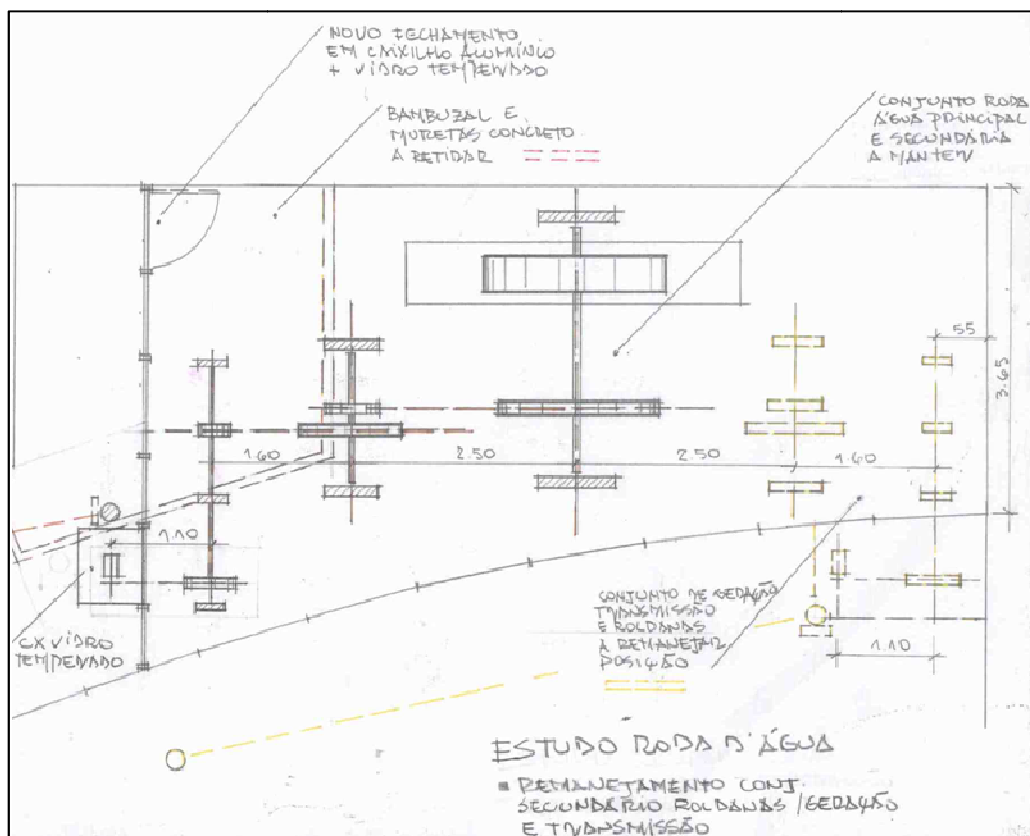 NOVO FECHAMENTO
EM CAIXILHO ALUMÍNIO
+ VIDRO TEMPERADO
BAMBUZAL E
MURETAS CONCRETO
A RETIRAR
CONJUNTO RODA
ÁGUA PRINCIPAL
E SECUNDÁRIA
A MANTER
55
3.65
1.60
2.50
2.50
1.60
1.10
CX VIDRO
TEMPERADO
CONJUNTO DE GERAÇÃO
TRANSMISSÃO
E ROLDANAS
A REMANEJAR
POSIÇÃO
1.10
ESTUDO RODA D'ÁGUA
REMANEJAMENTO CONJ.
SECUNDÁRIO ROLDANAS / GERAÇÃO
E TRANSMISSÃO